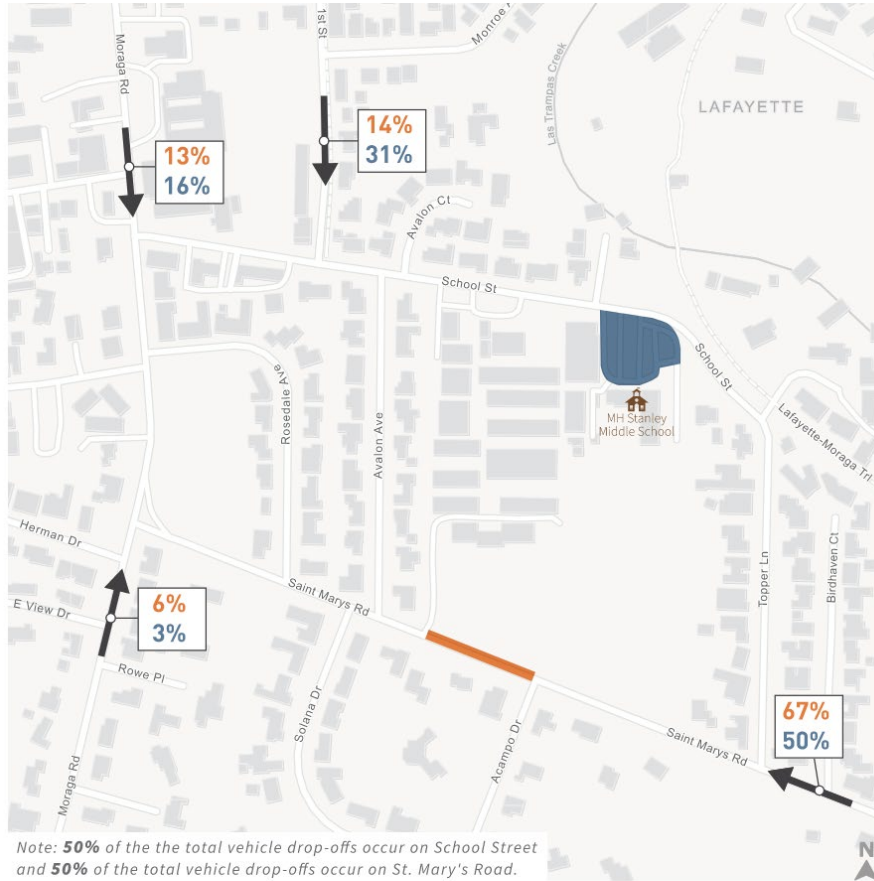 Moraga Rd
1st St
Monroe
Las Trampas Creek
LAFAYETTE
13%
16%
14%
31%
Avalon Ct
School St
School St
MH Stanley
Middle School
Rosedale Ave
Avalon Ave
Lafayette-Moraga Trl
Herman Dr
E View Dr
6%
3%
Rowe Pl
Saint Marys Rd
Topper Ln
Birdhaven Ct
Solana Dr
Acampo Dr
67%
50%
Saint Marys Rd
Moraga Rd
Note: 50% of the the total vehicle drop-offs occur on School Street
and 50% of the total vehicle drop-offs occur on St. Mary's Road.
N